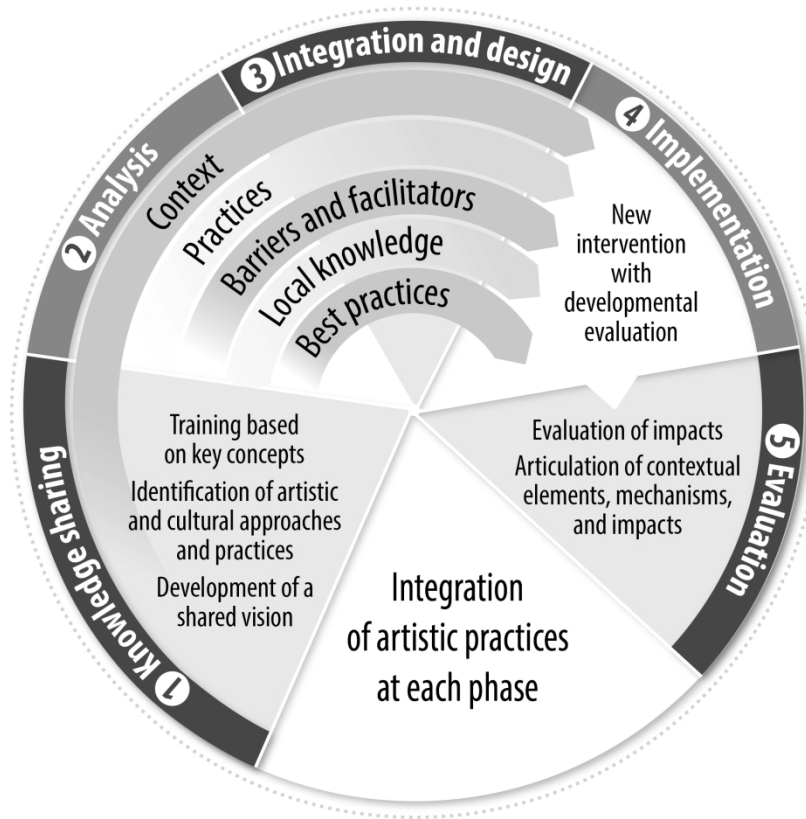 1 Knowledge sharing
Training based
on key concepts
Identification of artistic
and cultural approaches
and practices
Development of a
shared vision
2 Analysis
3 Integration and design
Context
Practices
Barriers and facilitators
Local knowledge
Best practices
4 Implementation
New
intervention
with
developmental
evaluation
5 Evaluation
Evaluation of impacts
Articulation of contextual
elements, mechanisms,
and impacts
Integration
of artistic practices
at each phase